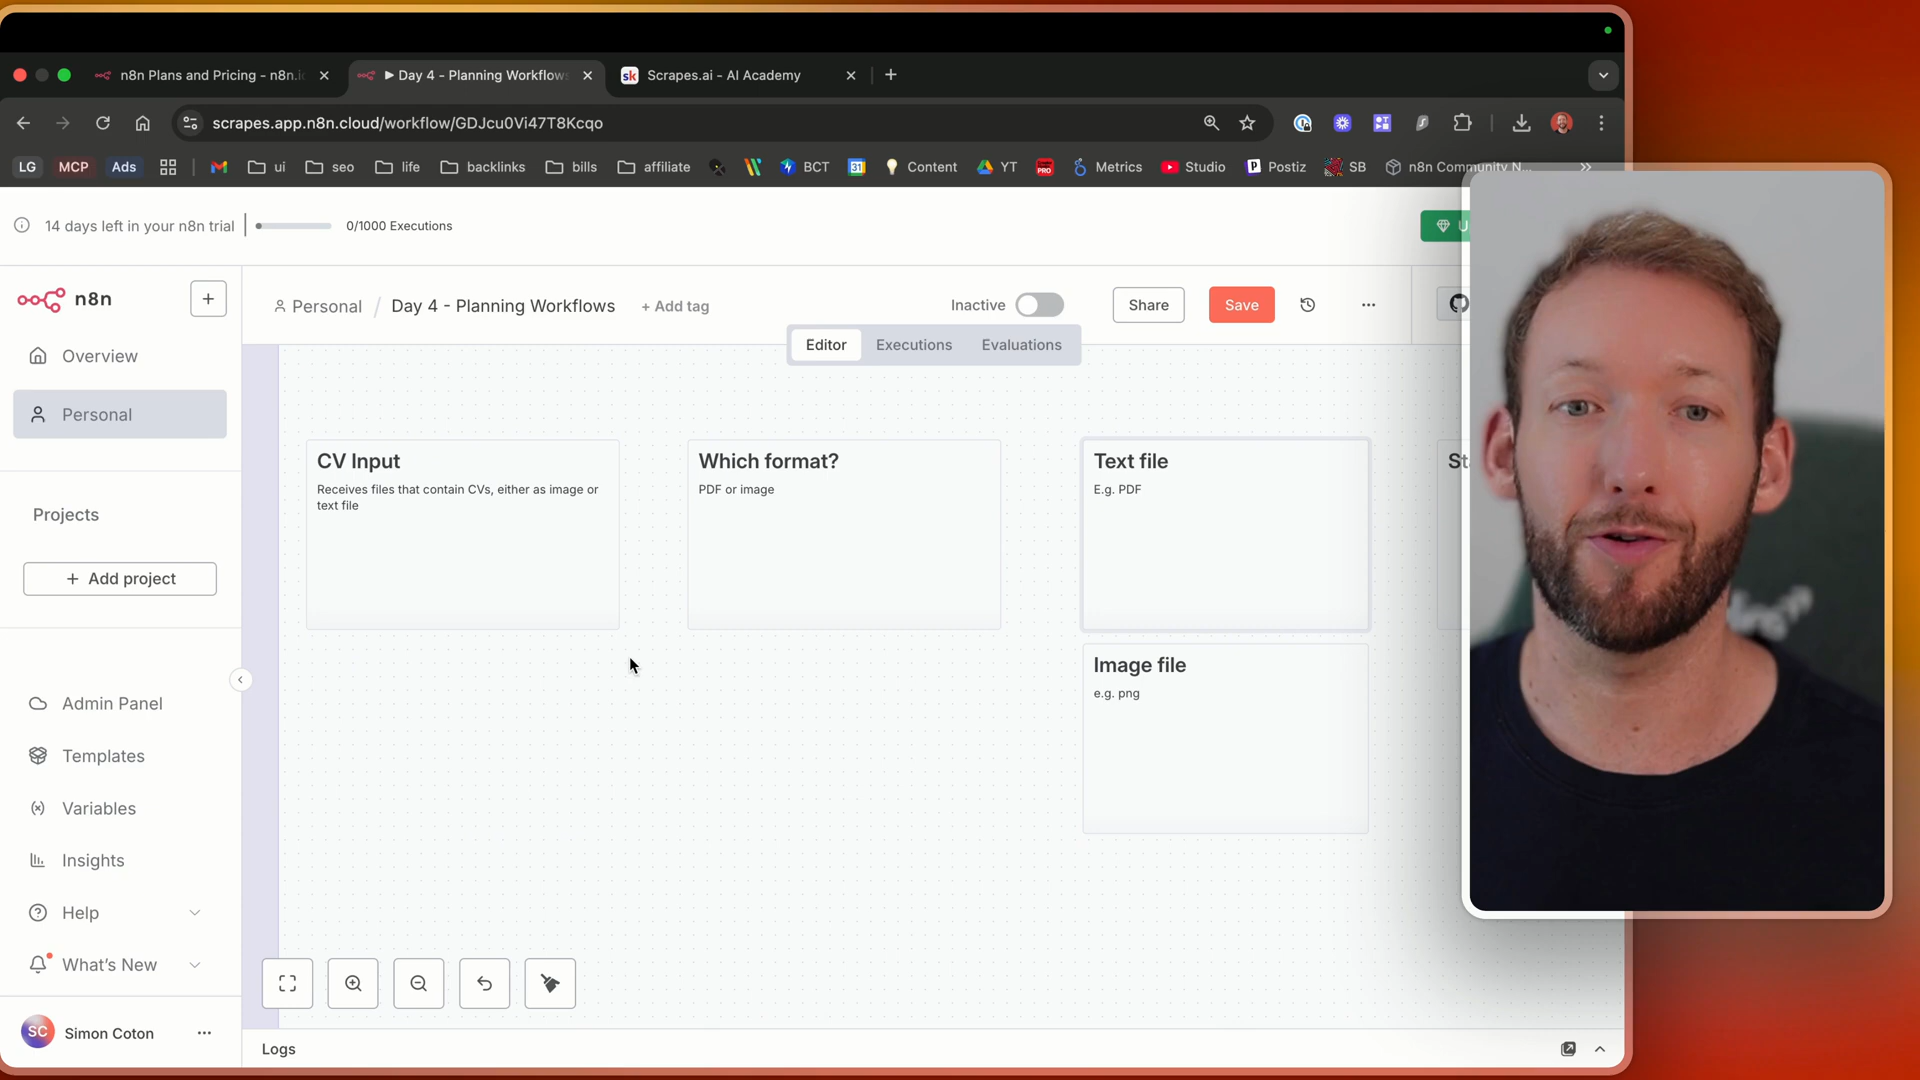 n8n Plans and Pricing - n8n.i
▶ Day 4 - Planning Workflows
sk
Scrapes.ai - AI Academy
scrapes.app.n8n.cloud/workflow/GDJcu0Vi47T8Kcqo
LG
MCP
Ads
ui
seo
life
backlinks
bills
affiliate
BCT
31
Content
YT
PRO
Metrics
Studio
Postiz
SB
n8n Community N...
14 days left in your n8n trial
0/1000 Executions
U
n8n
Personal / Day 4 - Planning Workflows
+ Add tag
Inactive
Share
Save
Editor
Executions
Evaluations
Overview
Personal
Projects
+ Add project
Admin Panel
Templates
Variables
Insights
Help
What's New
SC
Simon Coton
CV Input
Receives files that contain CVs, either as image or
text file
Which format?
PDF or image
Text file
E.g. PDF
Image file
e.g. png
Logs